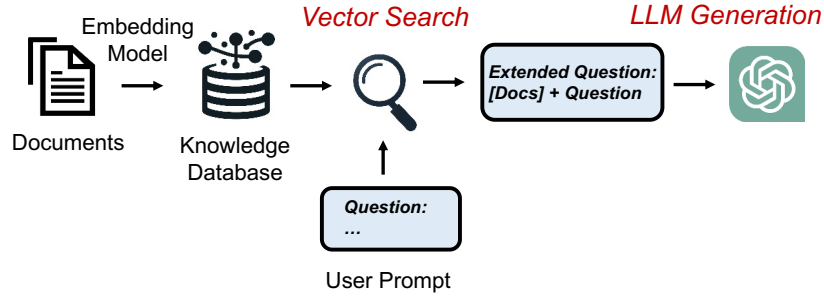 Embedding
Model
Vector Search
LLM Generation
Extended Question:
[Docs] + Question
Documents
Knowledge
Database
Question:
...
User Prompt